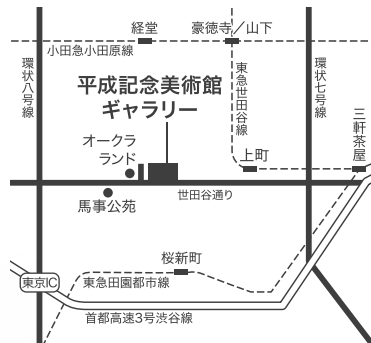 経堂
豪徳寺/山下
小田急小田原線
環状八号線
平成記念美術館
ギャラリー
東急世田谷線
環状七号線
三軒茶屋
オークラ
ランド
上町
世田谷通り
馬事公苑
桜新町
東京IC
東急田園都市線
首都高速3号渋谷線